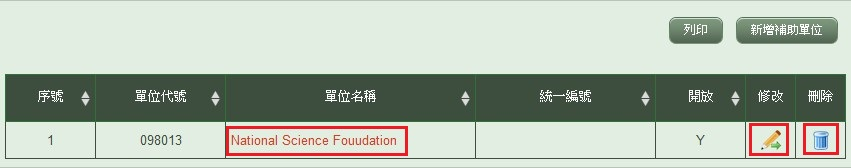 列印 新增補助單位
序號 單位代號 單位名稱 統一編號 開放 修改 刪除
1 098013 National Science Fouudation Y